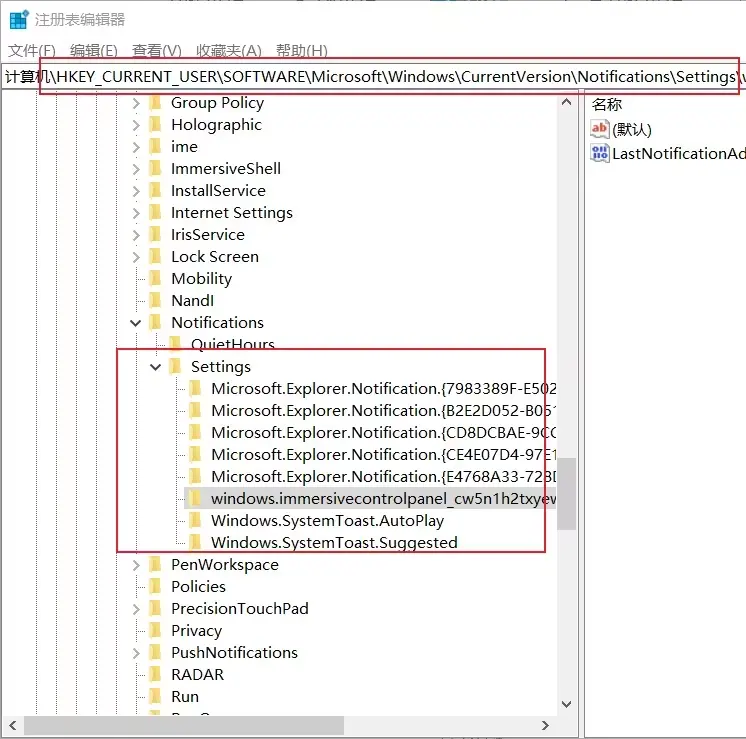 注册表编辑器
文件(F) 编辑(E) 查看(V) 收藏夹(A) 帮助(H)
计算机\HKEY_CURRENT_USER\SOFTWARE\Microsoft\Windows\CurrentVersion\Notifications\Settings\
Group Policy
Holographic
ime
ImmersiveShell
InstallService
Internet Settings
IrisService
Lock Screen
Mobility
NandI
Notifications
QuietHours
Settings
Microsoft.Explorer.Notification.{7983389F-E502
Microsoft.Explorer.Notification.{B2E2D052-B051
Microsoft.Explorer.Notification.{CD8DCBAE-9CC
Microsoft.Explorer.Notification.{CE4E07D4-97E1
Microsoft.Explorer.Notification.{E4768A33-728D
windows.immersivecontrolpanel_cw5n1h2txyew
Windows.SystemToast.AutoPlay
Windows.SystemToast.Suggested
PenWorkspace
Policies
PrecisionTouchPad
Privacy
PushNotifications
RADAR
Run
名称
(默认)
LastNotificationAd